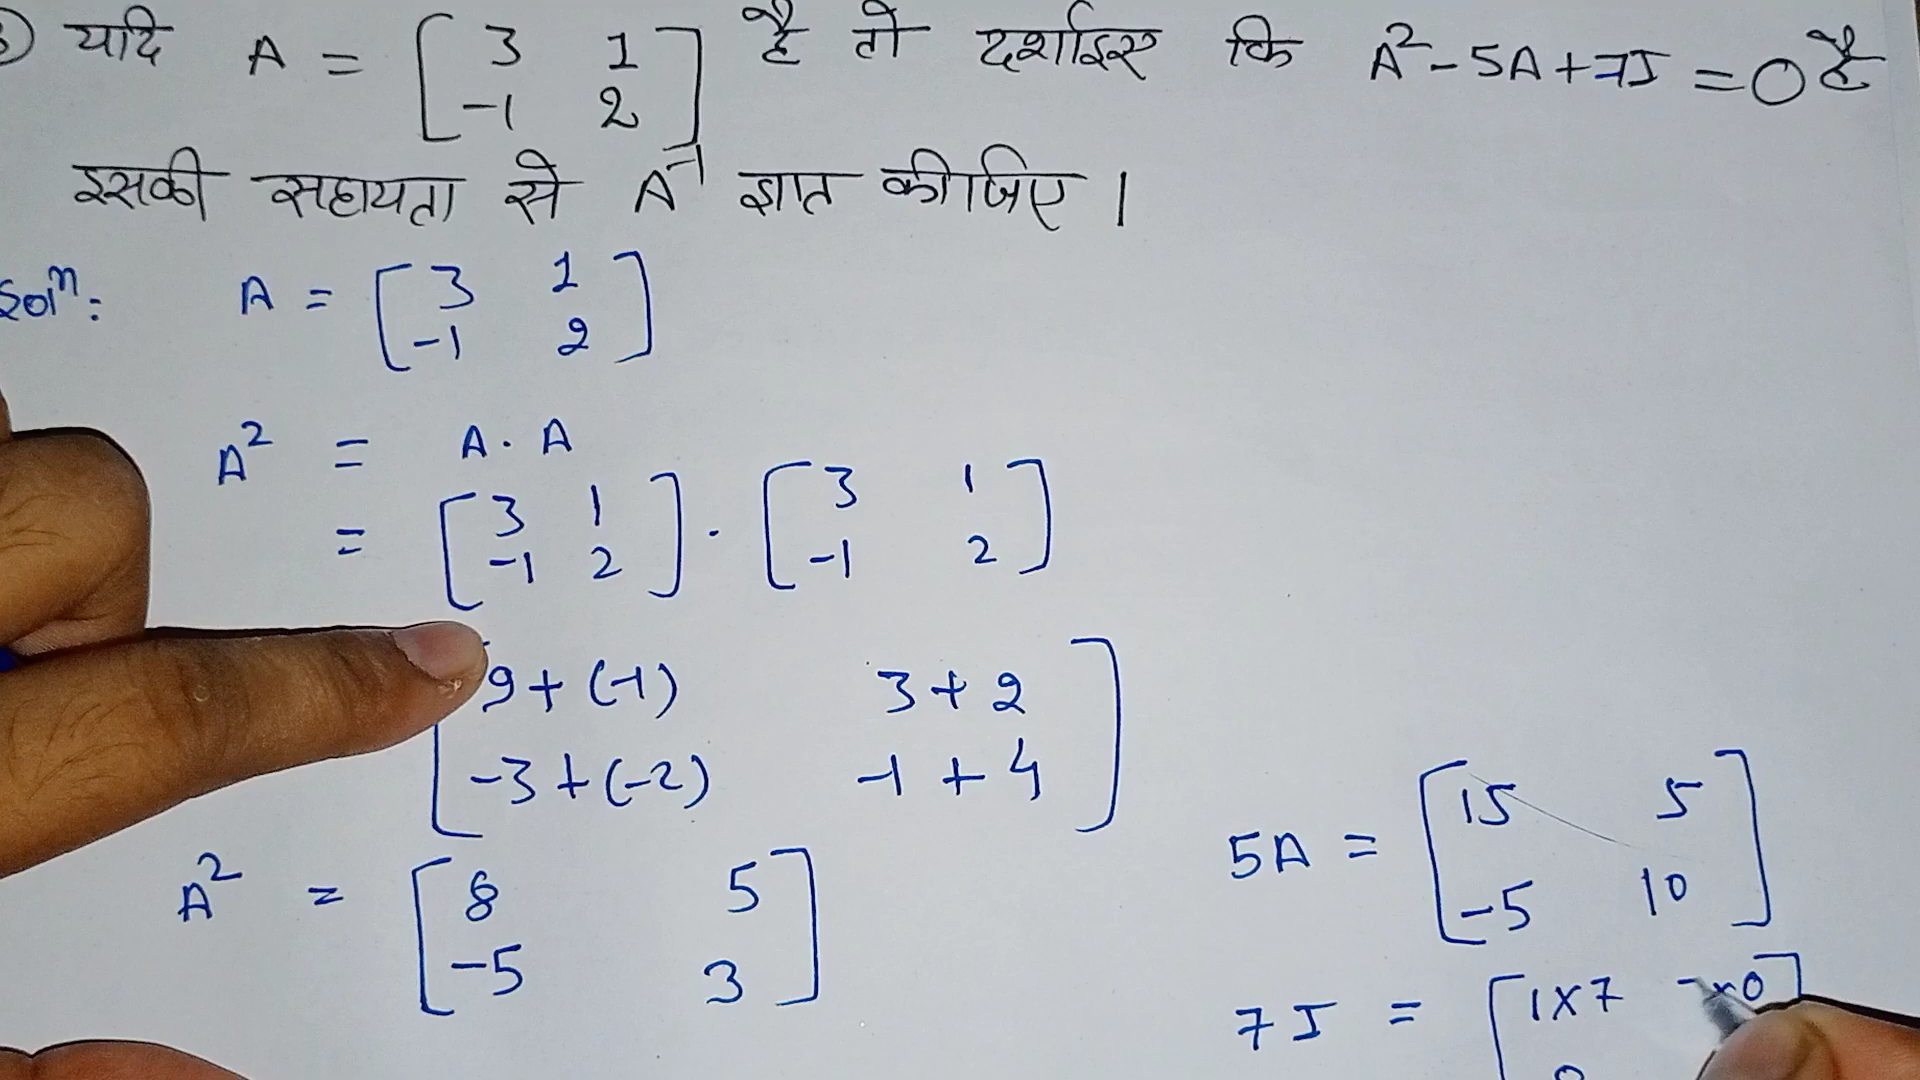 यदि A = [ 3 1 ] है तो दर्शाइए कि A² - 5A + 7I = 0 है
[ -1 2 ]
इसकी सहायता से A⁻¹ ज्ञात कीजिए ।
Solⁿ: A = [ 3 1 ]
[ -1 2 ]
A² = A . A
= [ 3 1 ] . [ 3 1 ]
[ -1 2 ] [ -1 2 ]
9 + (-1) 3 + 2 ]
[ -3 + (-2) -1 + 4 ]
A² = [ 8 5 ]
[ -5 3 ]
5A = [ 15 5 ]
[ -5 10 ]
7I = [ 1×7 ×0 ]